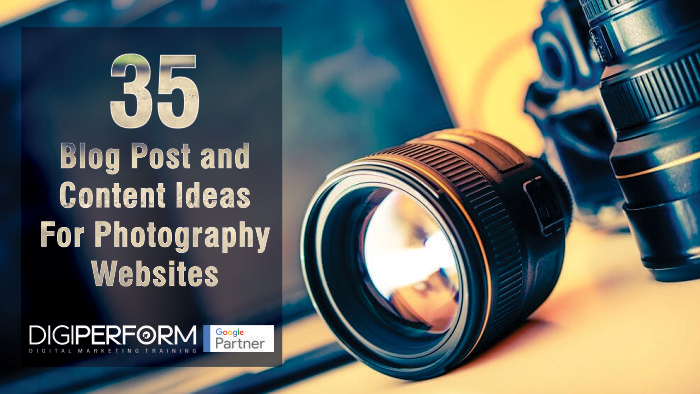 35
Blog Post and
Content Ideas
For Photography
Websites
DIGIPERFORM
DIGITAL MARKETING TRAINING
Google
Partner